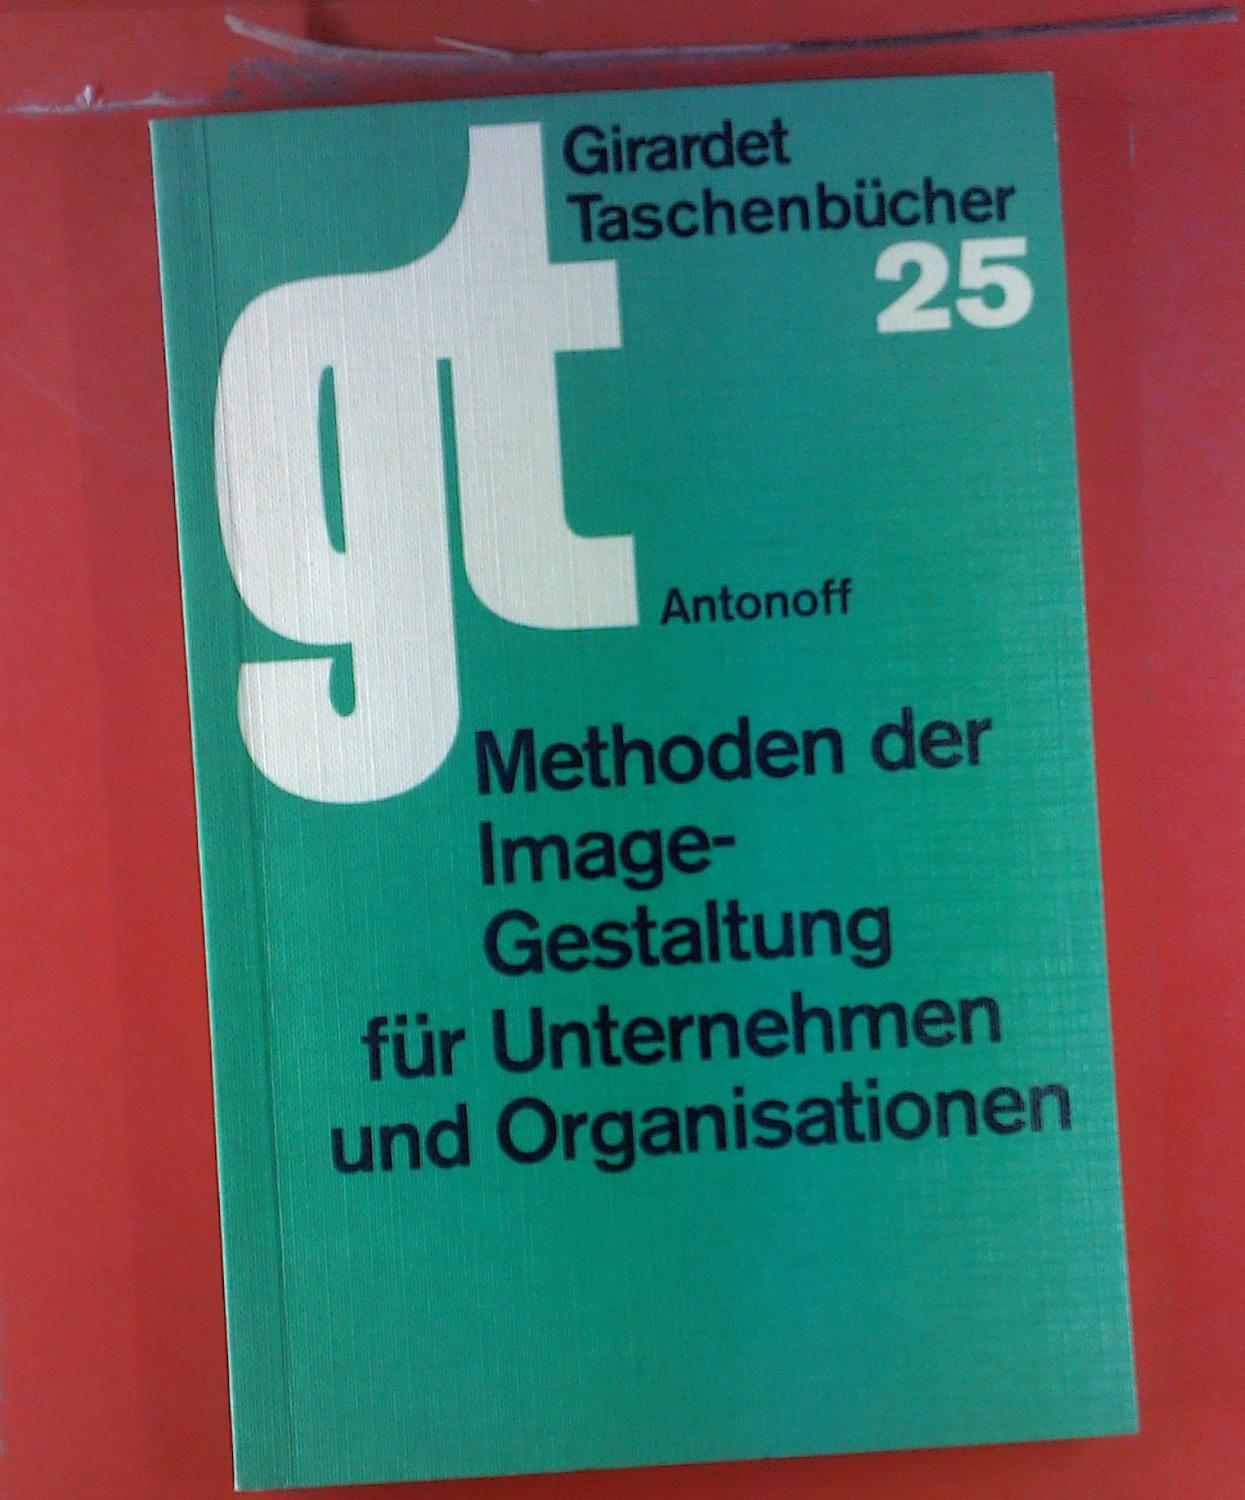 gt
Girardet
Taschenbücher
25
Antonoff
Methoden der
Image-
Gestaltung
für Unternehmen
und Organisationen